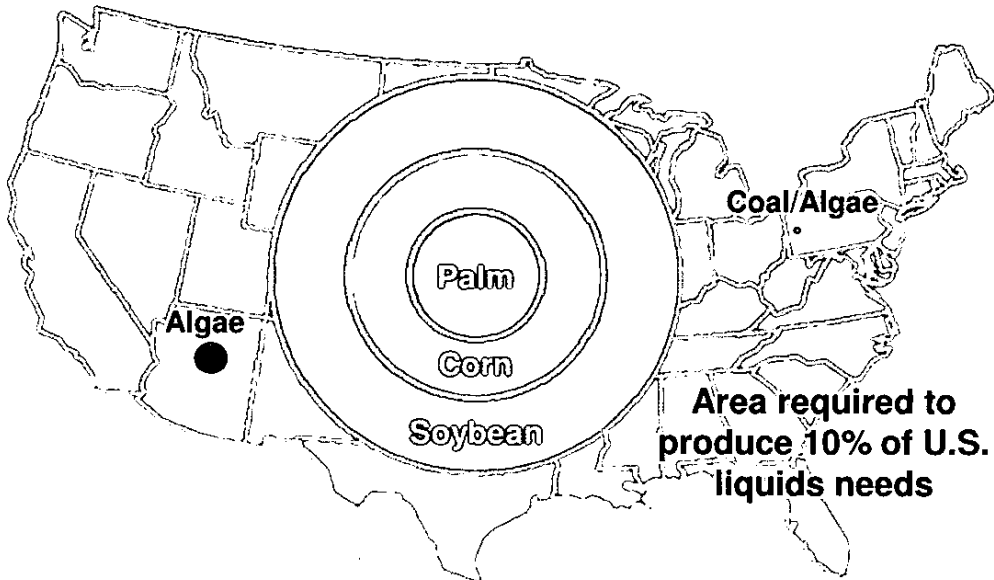 Coal/Algae
Palm
Algae
Corn
Soybean
Area required to
produce 10% of U.S.
liquids needs